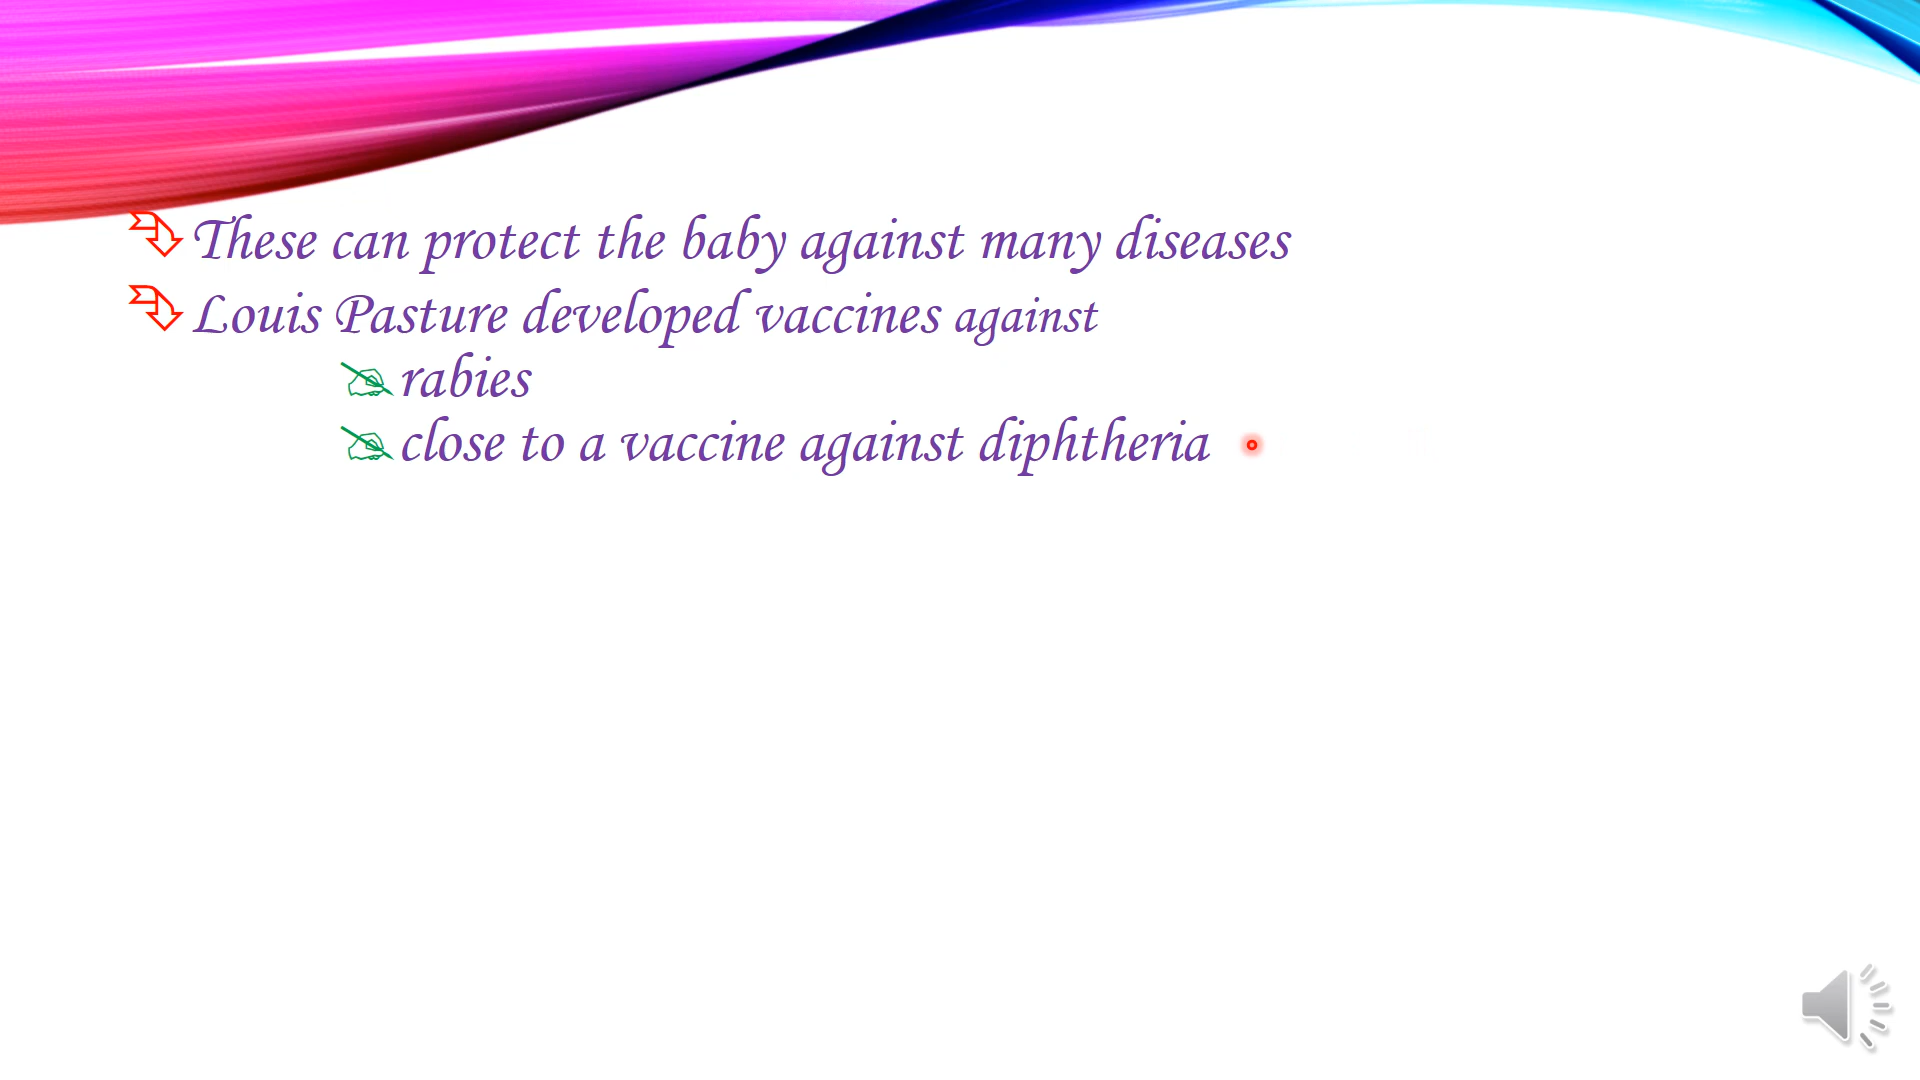 These can protect the baby against many diseases
Louis Pasture developed vaccines against
rabies
close to a vaccine against diphtheria